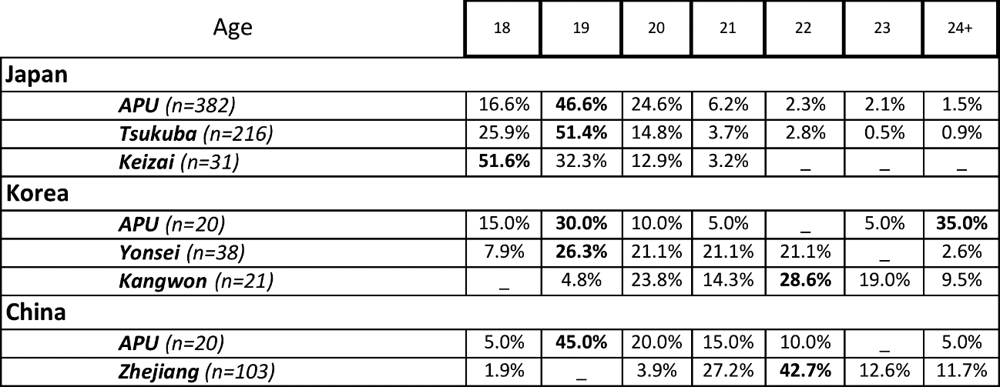 Age 18 19 20 21 22 23 24+
Japan
APU (n=382) 16.6% 46.6% 24.6% 6.2% 2.3% 2.1% 1.5%
Tsukuba (n=216) 25.9% 51.4% 14.8% 3.7% 2.8% 0.5% 0.9%
Keizai (n=31) 51.6% 32.3% 12.9% 3.2% _ _ _
Korea
APU (n=20) 15.0% 30.0% 10.0% 5.0% _ 5.0% 35.0%
Yonsei (n=38) 7.9% 26.3% 21.1% 21.1% 21.1% _ 2.6%
Kangwon (n=21) _ 4.8% 23.8% 14.3% 28.6% 19.0% 9.5%
China
APU (n=20) 5.0% 45.0% 20.0% 15.0% 10.0% _ 5.0%
Zhejiang (n=103) 1.9% _ 3.9% 27.2% 42.7% 12.6% 11.7%